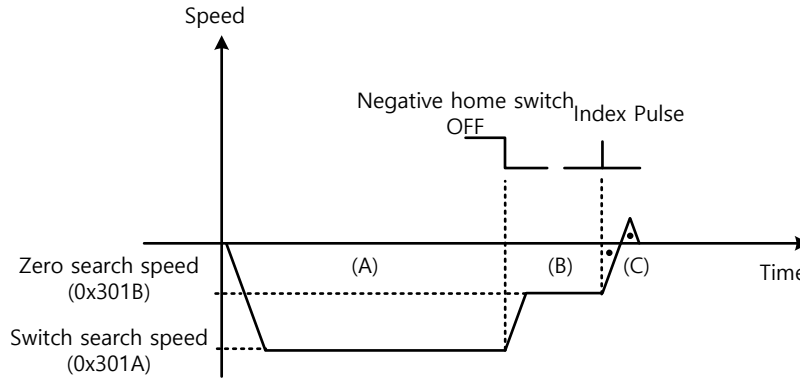 Speed
Negative home switch
OFF
Index Pulse
Zero search speed
(0x301B)
(A)
(B)
(C)
Time
Switch search speed
(0x301A)